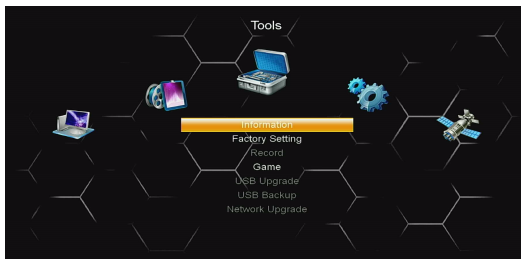 Tools
Information
Factory Setting
Record
Game
USB Upgrade
USB Backup
Network Upgrade